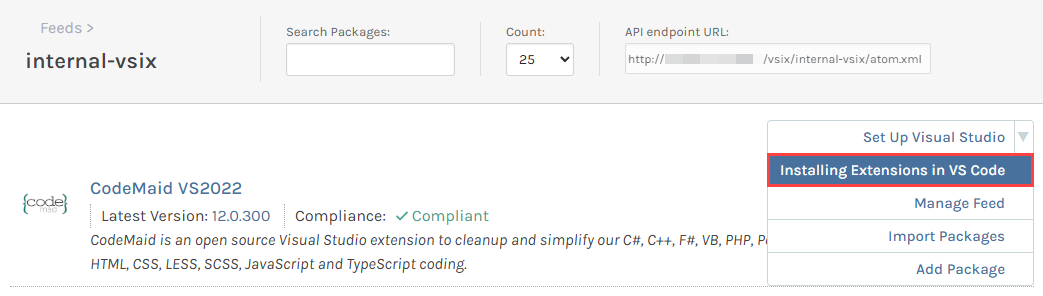 Feeds >
internal-vsix
Search Packages:
Count:
25
API endpoint URL:
http:// /vsix/internal-vsix/atom.xml
Set Up Visual Studio
Installing Extensions in VS Code
Manage Feed
Import Packages
Add Package
{code}
maid
CodeMaid VS2022
Latest Version: 12.0.300
Compliance: Compliant
CodeMaid is an open source Visual Studio extension to cleanup and simplify our C#, C++, F#, VB, PHP,
HTML, CSS, LESS, SCSS, JavaScript and TypeScript coding.